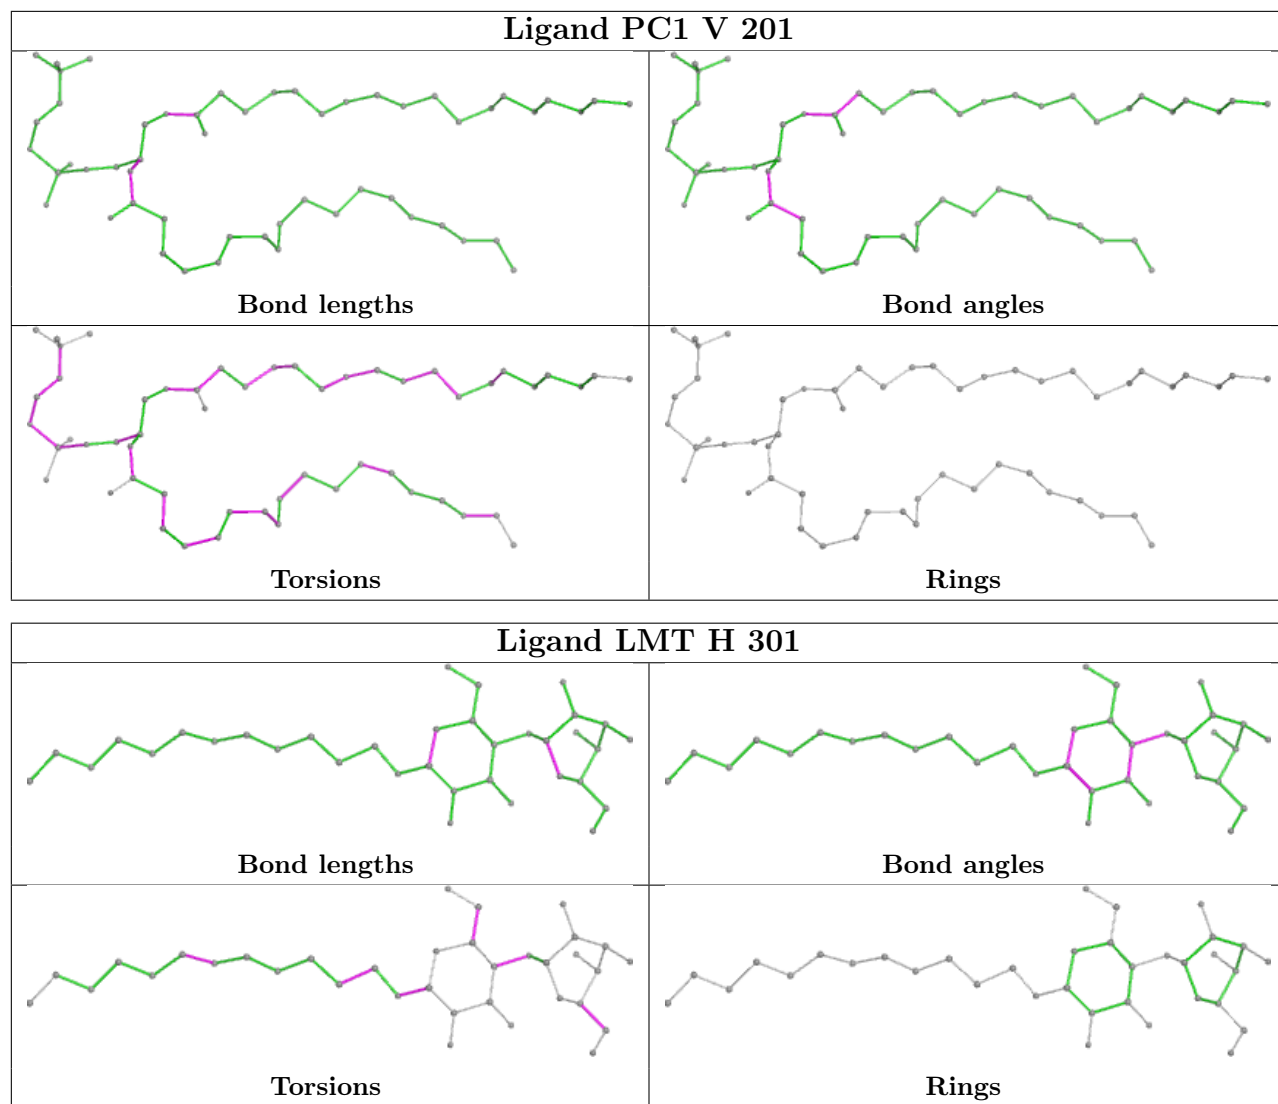 Ligand PC1 V 201
Bond lengths
Bond angles
Torsions
Rings
Ligand LMT H 301
Bond lengths
Bond angles
Torsions
Rings